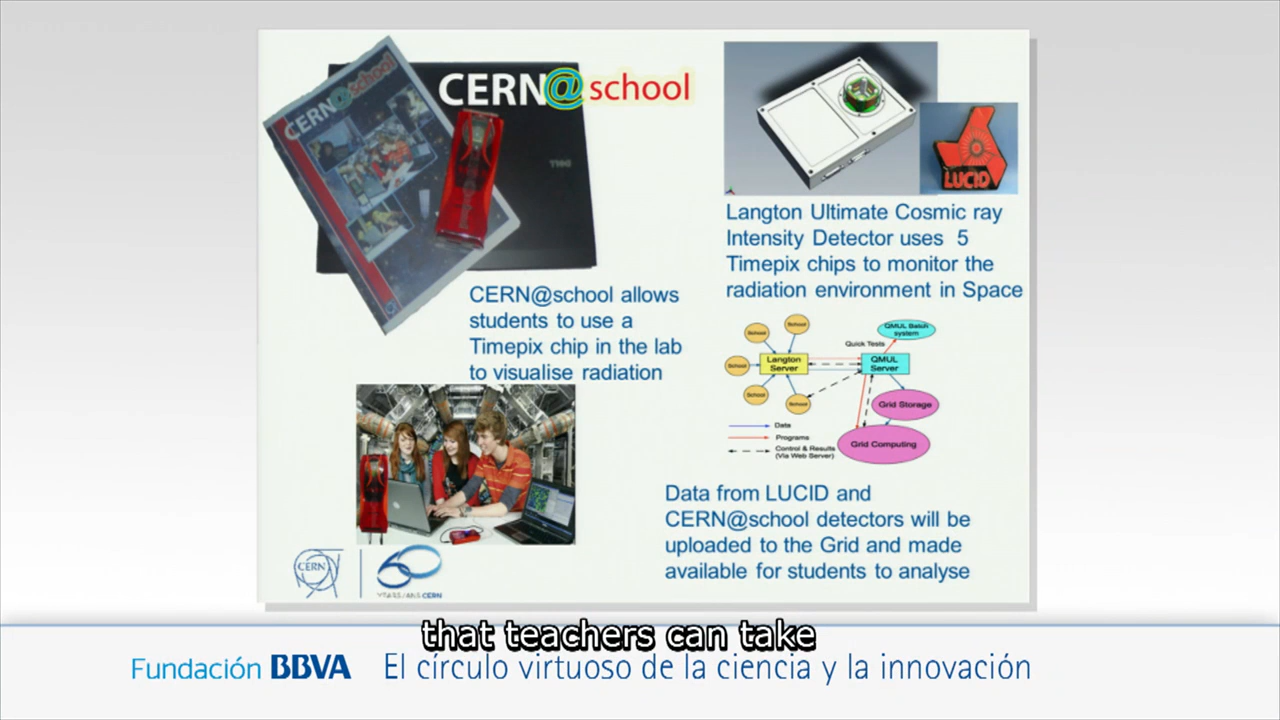 CERN@school
CERN@school
LUCID
Langton Ultimate Cosmic ray
Intensity Detector uses 5
Timepix chips to monitor the
radiation environment in Space
CERN@school allows
students to use a
Timepix chip in the lab
to visualise radiation
School
School
School
School
School
Langton
Server
Quick Tests
QMUL Batch
system
QMUL
Server
Grid Storage
Grid Computing
Data
Programs
Control & Results
(Via Web Server)
Data from LUCID and
CERN@school detectors will be
uploaded to the Grid and made
available for students to analyse
CERN
60
YEARS/ANS CERN
that teachers can take
Fundación BBVA
El círculo virtuoso de la ciencia y la innovación